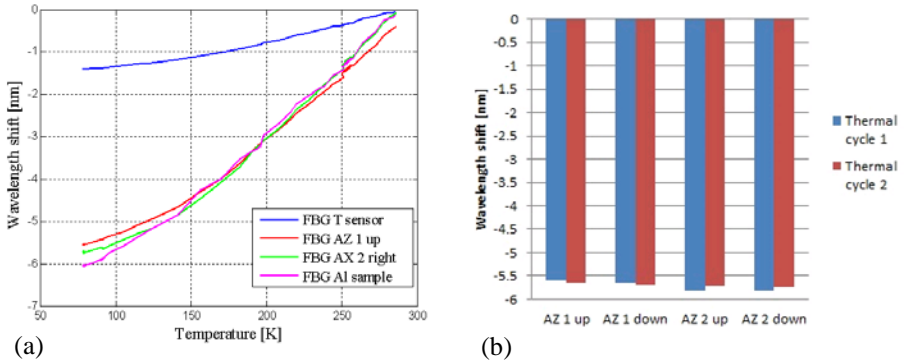 0
-1
-2
-3
-4
-5
-6
-7
Wavelength shift [nm]
50
100
150
200
250
300
Temperature [K]
FBG T sensor
FBG AZ 1 up
FBG AX 2 right
FBG Al sample
(a)
0
-0.5
-1
-1.5
-2
-2.5
-3
-3.5
-4
-4.5
-5
-5.5
-6
Wavelength shift [nm]
AZ 1 up
AZ 1 down
AZ 2 up
AZ 2 down
Thermal
cycle 1
Thermal
cycle 2
(b)